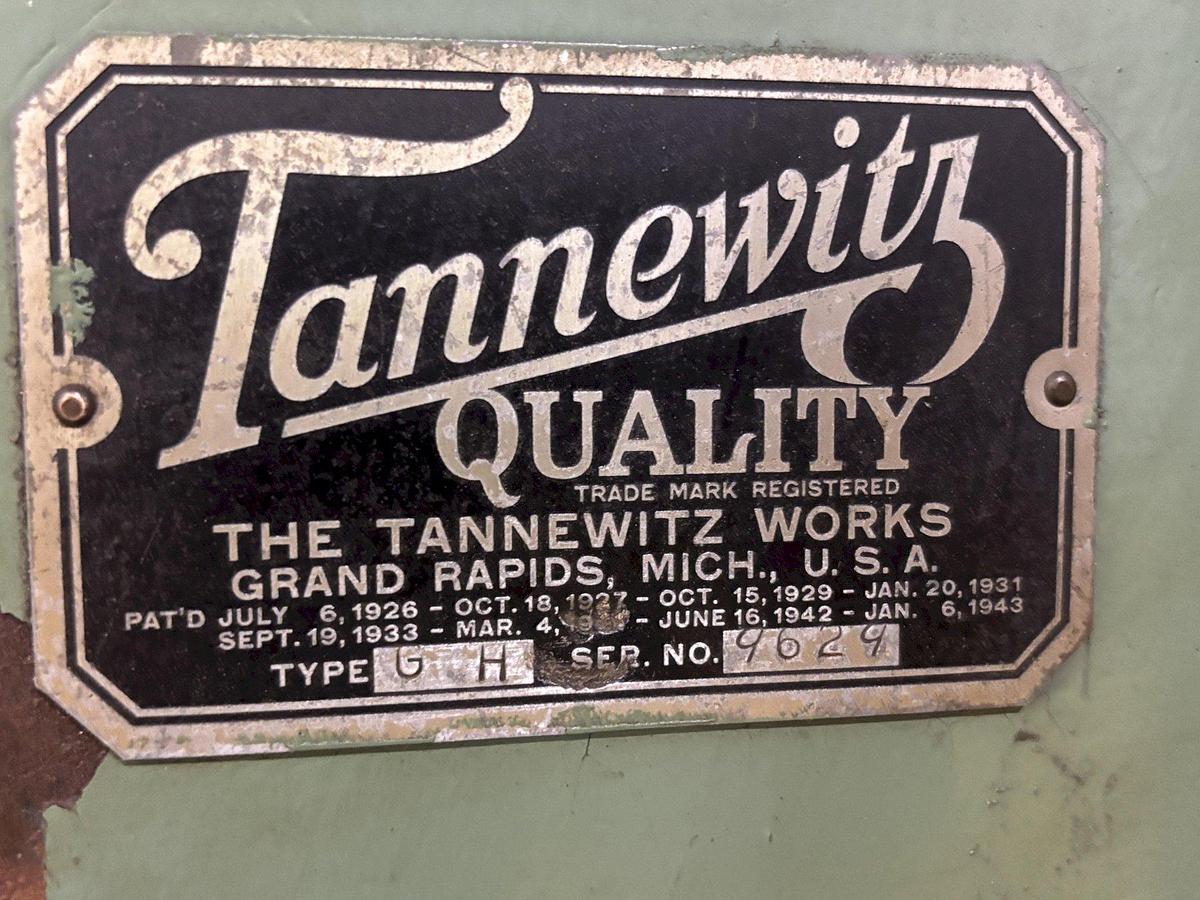 Tannewitz
QUALITY
TRADE MARK REGISTERED
THE TANNEWITZ WORKS
GRAND RAPIDS, MICH., U. S. A.
PAT'D JULY 6, 1926 - OCT. 18, 1927 - OCT. 15, 1929 - JAN. 20, 1931
SEPT. 19, 1933 - MAR. 4, - JUNE 16, 1942 - JAN. 6, 1943
TYPE G H SER. NO. 9629